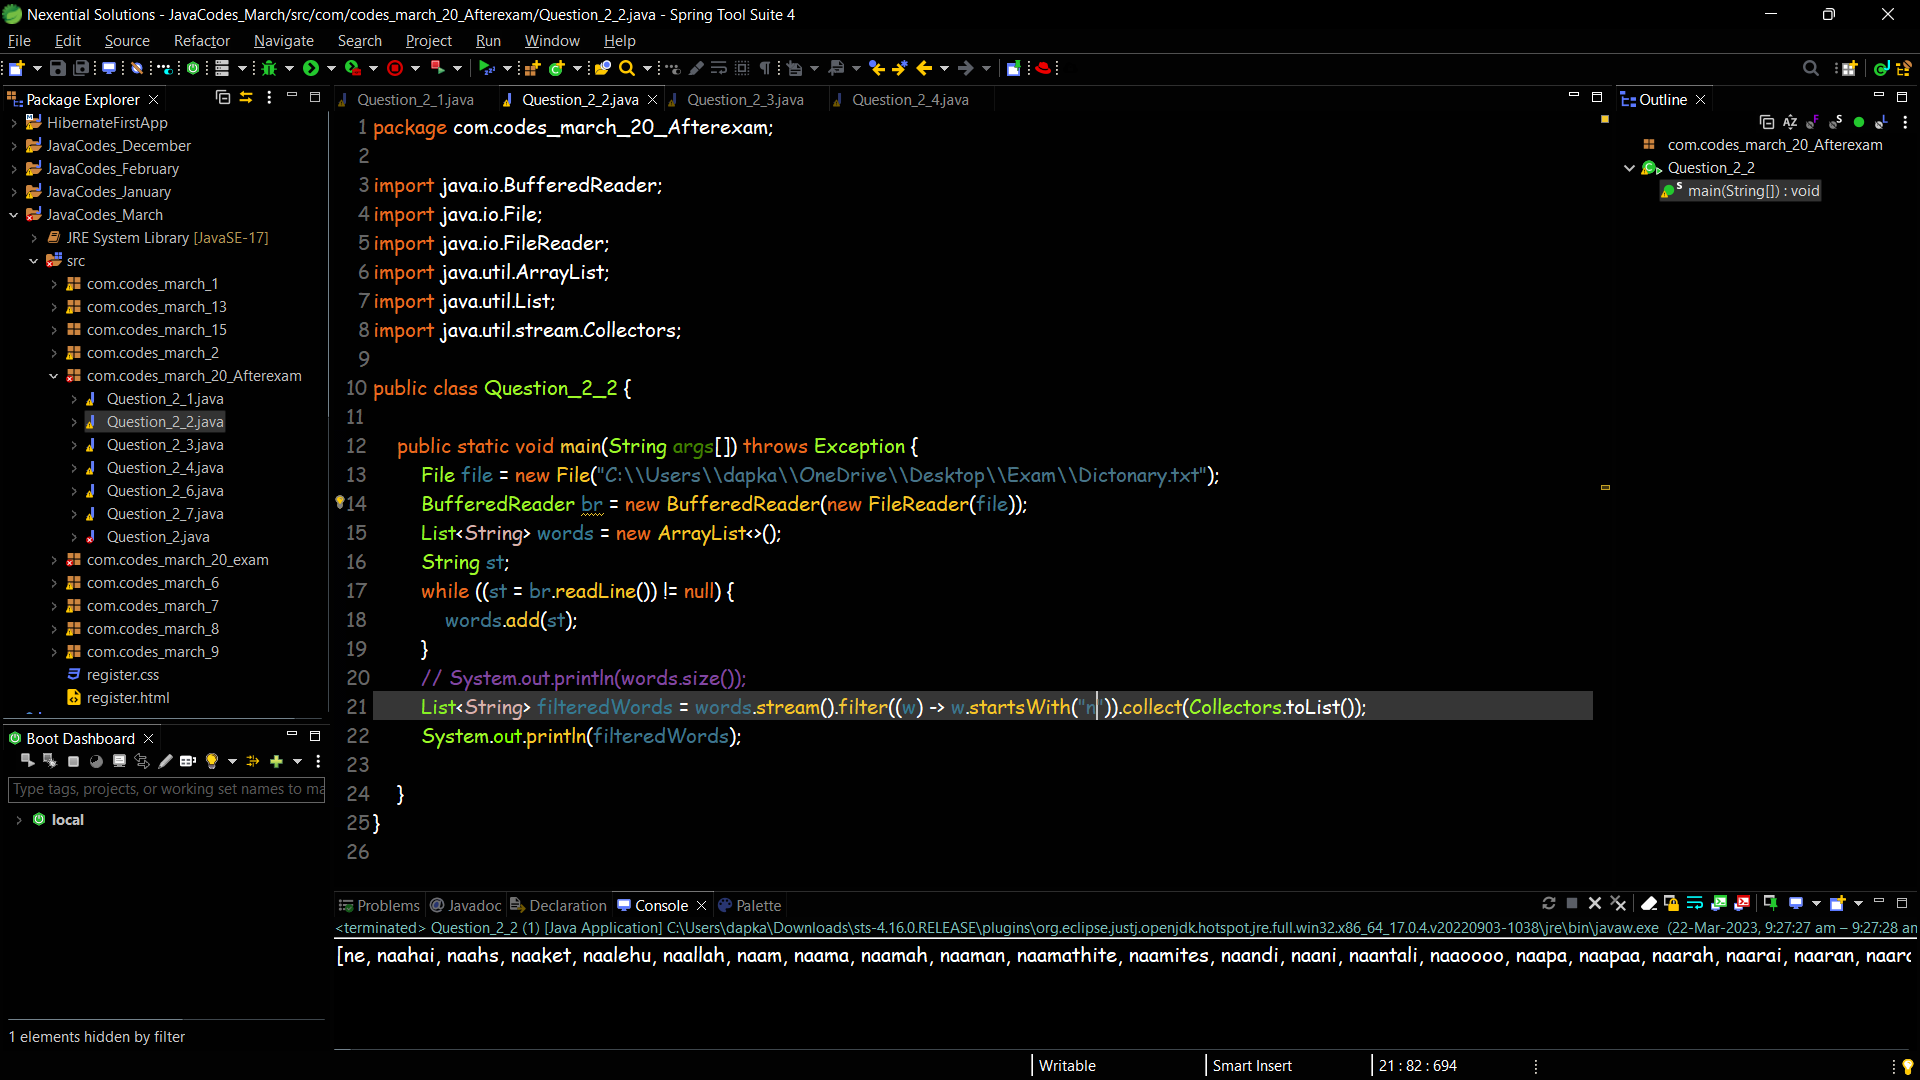 Nexential Solutions - JavaCodes_March/src/com/codes_march_20_Afterexam/Question_2_2.java - Spring Tool Suite 4
File Edit Source Refactor Navigate Search Project Run Window Help
Package Explorer
HibernateFirstApp
JavaCodes_December
JavaCodes_February
JavaCodes_January
JavaCodes_March
JRE System Library [JavaSE-17]
src
com.codes_march_1
com.codes_march_13
com.codes_march_15
com.codes_march_2
com.codes_march_20_Afterexam
Question_2_1.java
Question_2_2.java
Question_2_3.java
Question_2_4.java
Question_2_6.java
Question_2_7.java
Question_2.java
com.codes_march_20_exam
com.codes_march_6
com.codes_march_7
com.codes_march_8
com.codes_march_9
register.css
register.html
Boot Dashboard
Type tags, projects, or working set names to ma
local
1 elements hidden by filter
Question_2_1.java Question_2_2.java Question_2_3.java Question_2_4.java
1 package com.codes_march_20_Afterexam;
2
3 import java.io.BufferedReader;
4 import java.io.File;
5 import java.io.FileReader;
6 import java.util.ArrayList;
7 import java.util.List;
8 import java.util.stream.Collectors;
9
10 public class Question_2_2 {
11
12 public static void main(String args[]) throws Exception {
13 File file = new File("C:\\Users\\dapka\\OneDrive\\Desktop\\Exam\\Dictonary.txt");
14 BufferedReader br = new BufferedReader(new FileReader(file));
15 List<String> words = new ArrayList<>();
16 String st;
17 while ((st = br.readLine()) != null) {
18 words.add(st);
19 }
20 // System.out.println(words.size());
21 List<String> filteredWords = words.stream().filter((w) -> w.startsWith("n")).collect(Collectors.toList());
22 System.out.println(filteredWords);
23
24 }
25 }
26
Problems Javadoc Declaration Console Palette
<terminated> Question_2_2 (1) [Java Application] C:\Users\dapka\Downloads\sts-4.16.0.RELEASE\plugins\org.eclipse.justj.openjdk.hotspot.jre.full.win32.x86_64_17.0.4.v20220903-1038\jre\bin\javaw.exe (22-Mar-2023, 9:27:27 am – 9:27:28 am
[ne, naahai, naahs, naaket, naalehu, naallah, naam, naama, naamah, naaman, naamathite, naamites, naandi, naani, naantali, naaoooo, naapa, naapaa, naarah, naarai, naaran, naar
Writable Smart Insert 21 : 82 : 694
Outline
com.codes_march_20_Afterexam
Question_2_2
main(String[]) : void